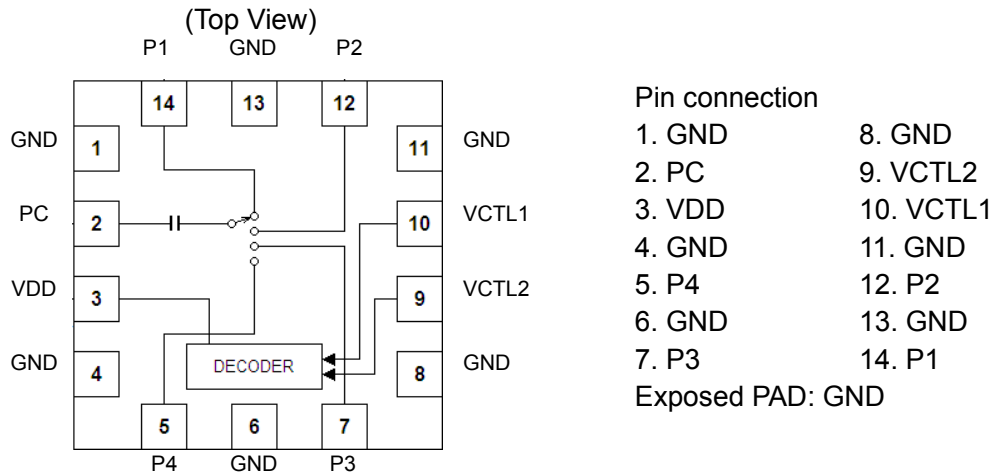 (Top View)
P1 GND P2
14 13 12
GND 1 11 GND
PC 2 10 VCTL1
VDD 3 9 VCTL2
GND 4 DECODER 8 GND
5 6 7
P4 GND P3
Pin connection
1. GND 8. GND
2. PC 9. VCTL2
3. VDD 10. VCTL1
4. GND 11. GND
5. P4 12. P2
6. GND 13. GND
7. P3 14. P1
Exposed PAD: GND